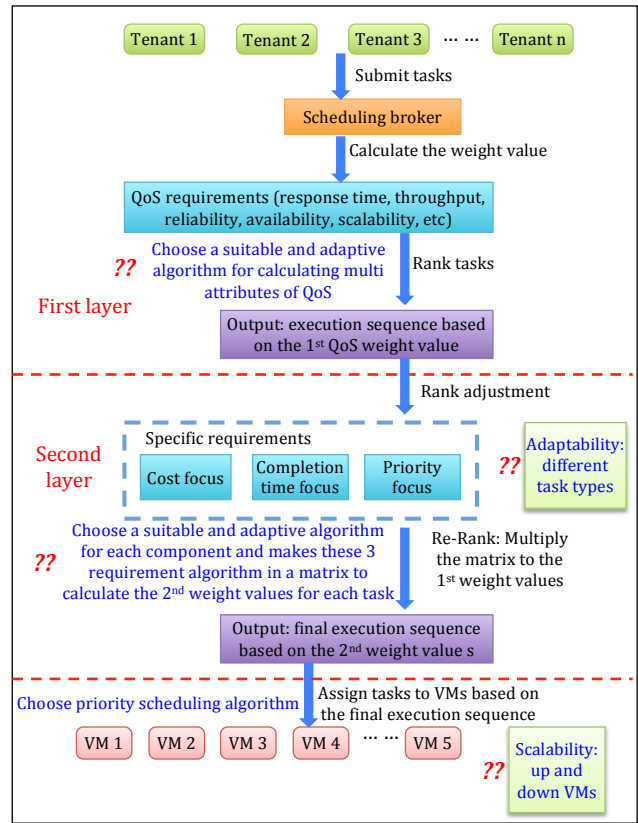 Tenant 1 Tenant 2 Tenant 3 ... ... Tenant n
Submit tasks
Scheduling broker
Calculate the weight value
QoS requirements (response time, throughput,
reliability, availability, scalability, etc)
??
Choose a suitable and adaptive
algorithm for calculating multi
attributes of QoS
Rank tasks
First layer
Output: execution sequence based
on the 1st QoS weight value
Rank adjustment
Second
layer
Specific requirements
Cost focus
Completion
time focus
Priority
focus
??
Adaptability:
different
task types
??
Choose a suitable and adaptive algorithm
for each component and makes these 3
requirement algorithm in a matrix to
calculate the 2nd weight values for each task
Re-Rank: Multiply
the matrix to the
1st weight values
Output: final execution sequence
based on the 2nd weight value s
Choose priority scheduling algorithm
Assign tasks to VMs based on
the final execution sequence
VM 1 VM 2 VM 3 VM 4 ... ... VM 5
??
Scalability:
up and
down VMs